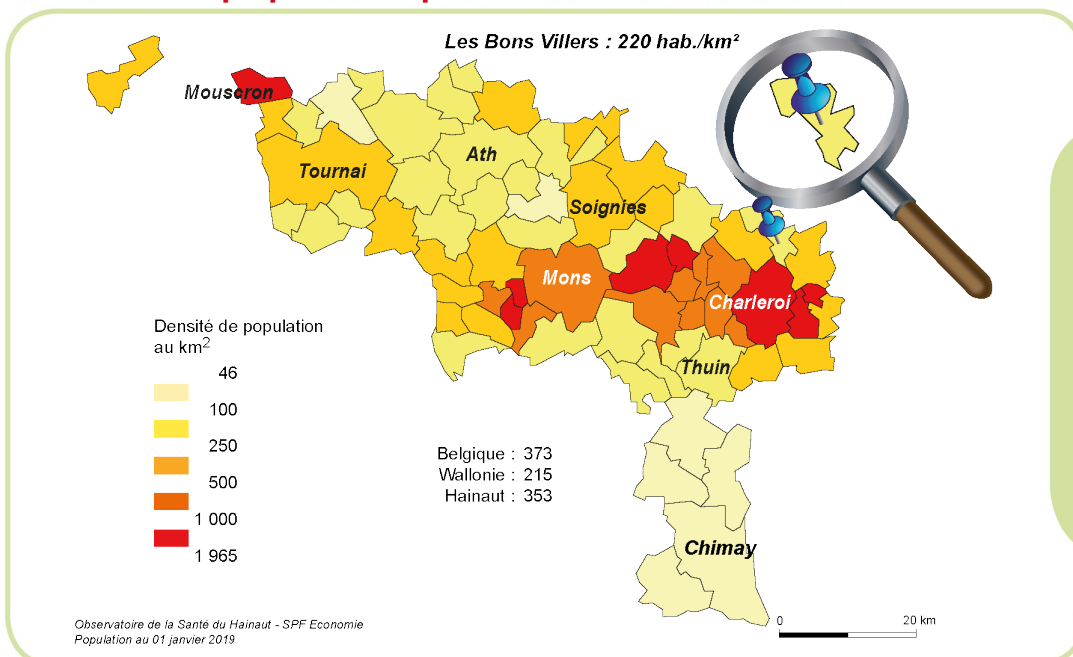 Les Bons Villers : 220 hab./km²
Mouscron
Ath
Tournai
Soignies
Mons
Charleroi
Thuin
Chimay
Densité de population
au km2
46
100
250
500
1 000
1 965
Belgique : 373
Wallonie : 215
Hainaut : 353
0 20 km
Observatoire de la Santé du Hainaut - SPF Economie
Population au 01 janvier 2019